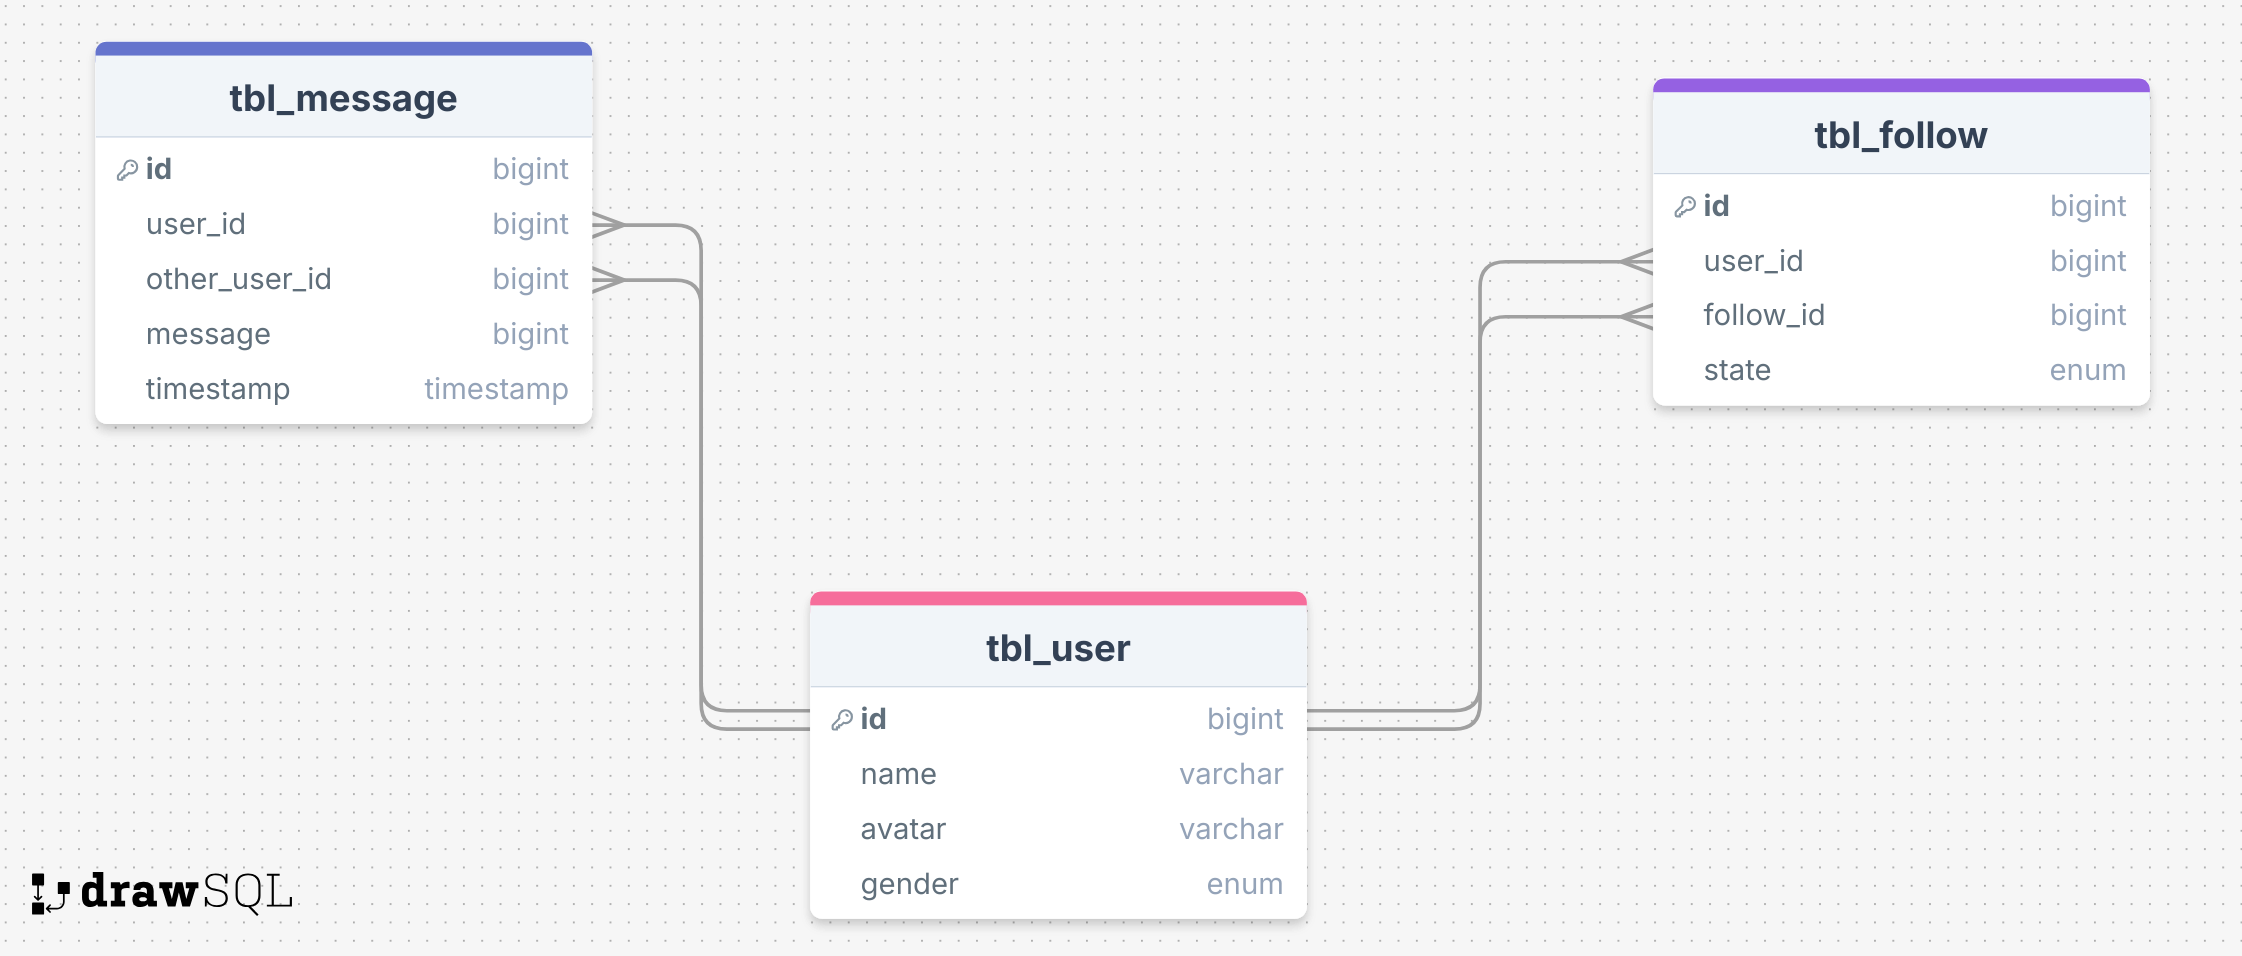 tbl_message
id bigint
user_id bigint
other_user_id bigint
message bigint
timestamp timestamp
tbl_follow
id bigint
user_id bigint
follow_id bigint
state enum
tbl_user
id bigint
name varchar
avatar varchar
gender enum
drawSQL